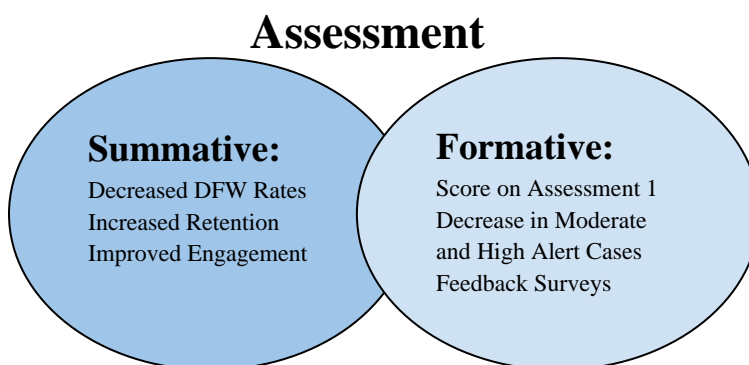 Assessment
Summative:
Decreased DFW Rates
Increased Retention
Improved Engagement
Formative:
Score on Assessment 1
Decrease in Moderate
and High Alert Cases
Feedback Surveys